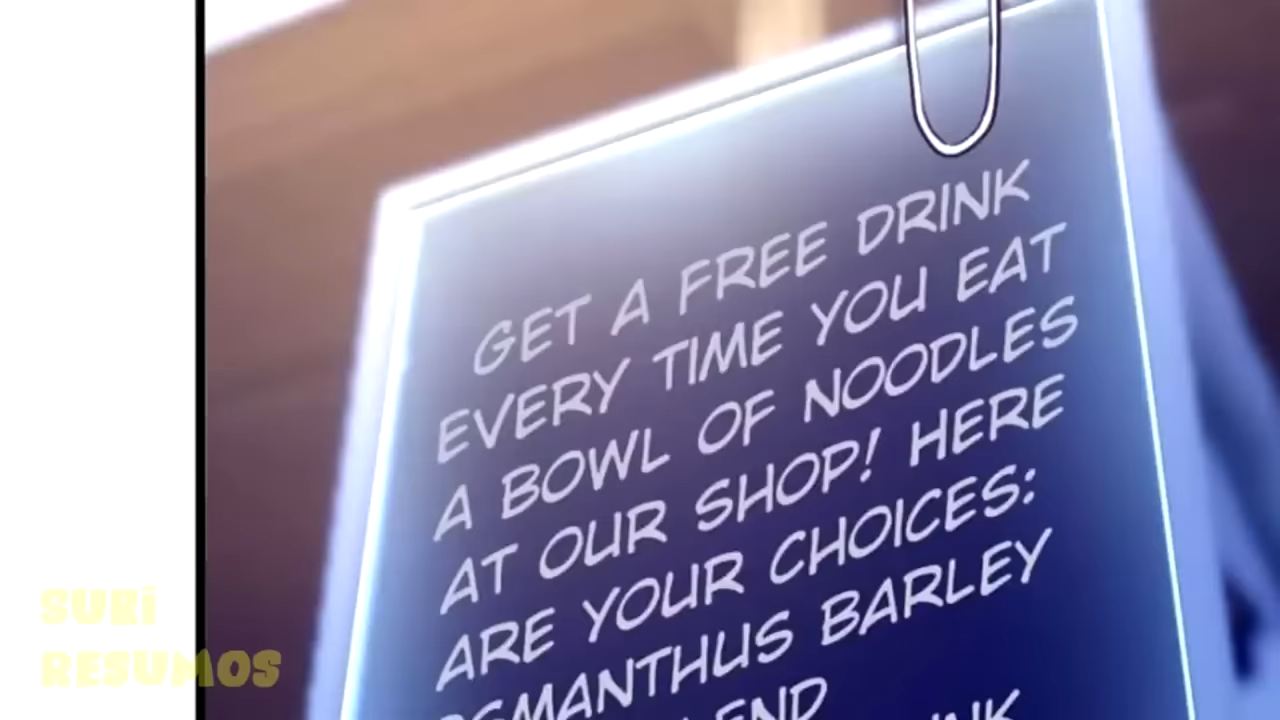 GET A FREE DRINK
EVERY TIME YOU EAT
A BOWL OF NOODLES
AT OUR SHOP! HERE
ARE YOUR CHOICES:
BARLEY
SURI
RESUMOS